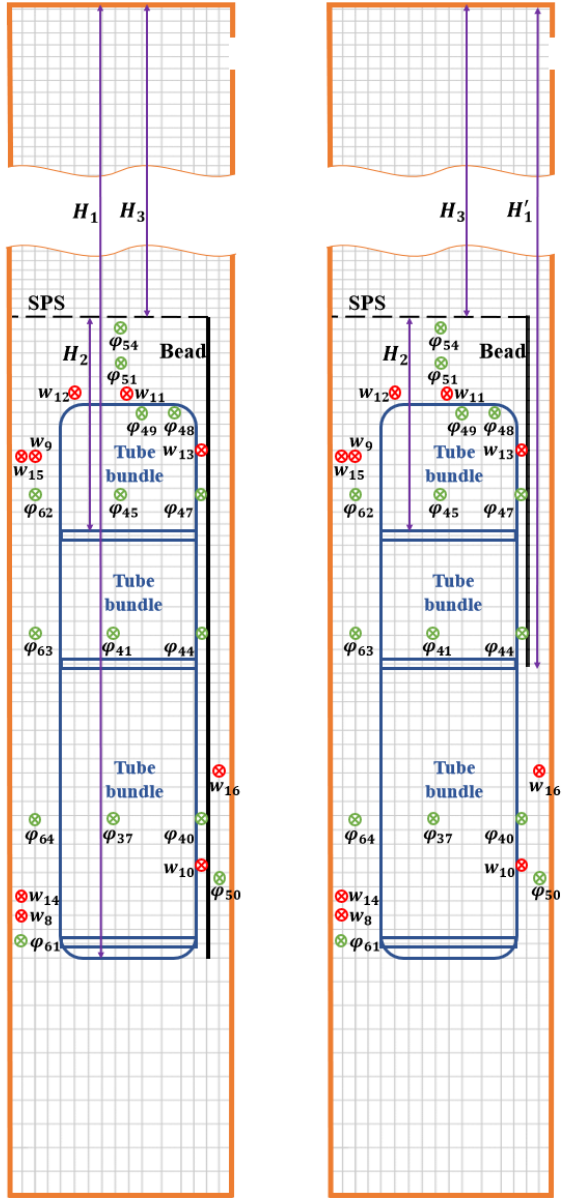 H₁ H₃
SPS
H₂
φ₅₄
Bead
φ₅₁
w₁₂ w₁₁
φ₄₉ φ₄₈
w₉
Tube
bundle
w₁₃
w₁₅
φ₆₂ φ₄₅ φ₄₇
Tube
bundle
φ₆₃ φ₄₁ φ₄₄
Tube
bundle
w₁₆
φ₆₄ φ₃₇ φ₄₀
w₁₀
φ₅₀
w₁₄
w₈
φ₆₁
H₃ H₁′
SPS
H₂
φ₅₄
Bead
φ₅₁
w₁₂ w₁₁
φ₄₉ φ₄₈
w₉
Tube
bundle
w₁₃
w₁₅
φ₆₂ φ₄₅ φ₄₇
Tube
bundle
φ₆₃ φ₄₁ φ₄₄
Tube
bundle
w₁₆
φ₆₄ φ₃₇ φ₄₀
w₁₀
φ₅₀
w₁₄
w₈
φ₆₁